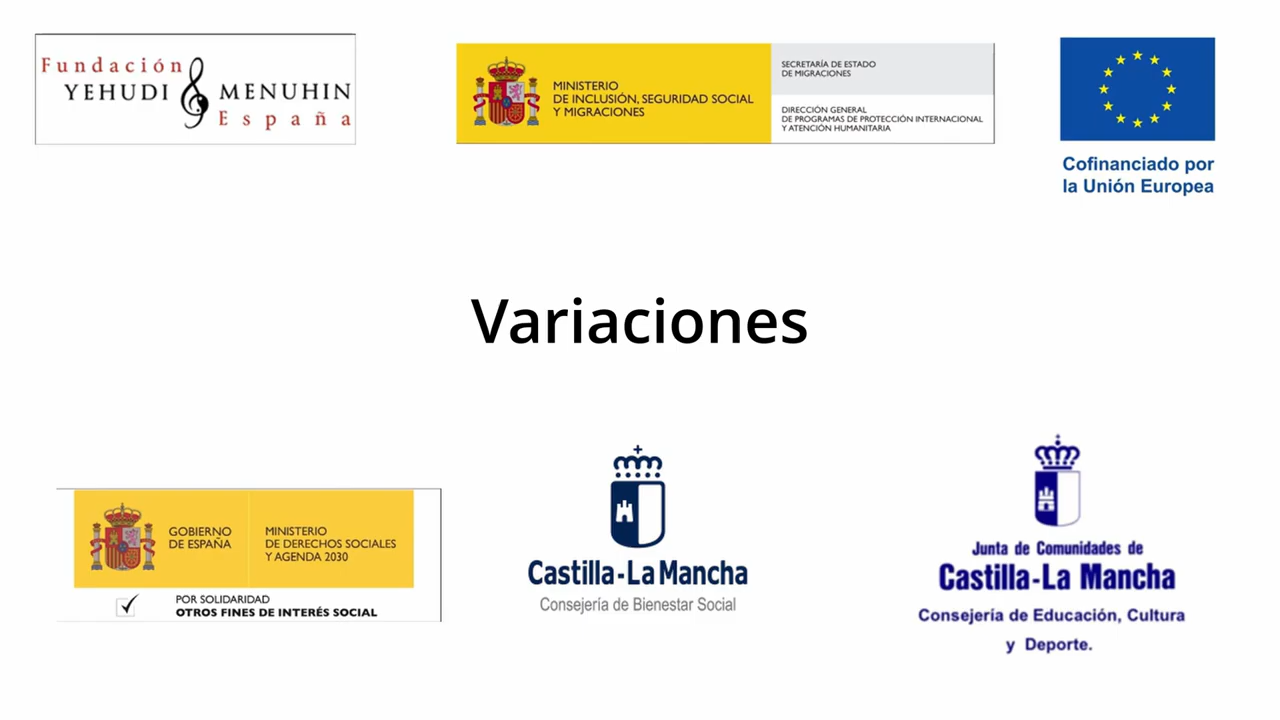 Fundación
YEHUDI MENUHIN
España
MINISTERIO
DE INCLUSIÓN, SEGURIDAD SOCIAL
Y MIGRACIONES
SECRETARÍA DE ESTADO
DE MIGRACIONES
DIRECCIÓN GENERAL
DE PROGRAMAS DE PROTECCIÓN INTERNACIONAL
Y ATENCIÓN HUMANITARIA
Cofinanciado por
la Unión Europea
Variaciones
GOBIERNO
DE ESPAÑA
MINISTERIO
DE DERECHOS SOCIALES
Y AGENDA 2030
POR SOLIDARIDAD
OTROS FINES DE INTERÉS SOCIAL
Castilla-La Mancha
Consejería de Bienestar Social
Junta de Comunidades de
Castilla-La Mancha
Consejería de Educación, Cultura
y Deporte.